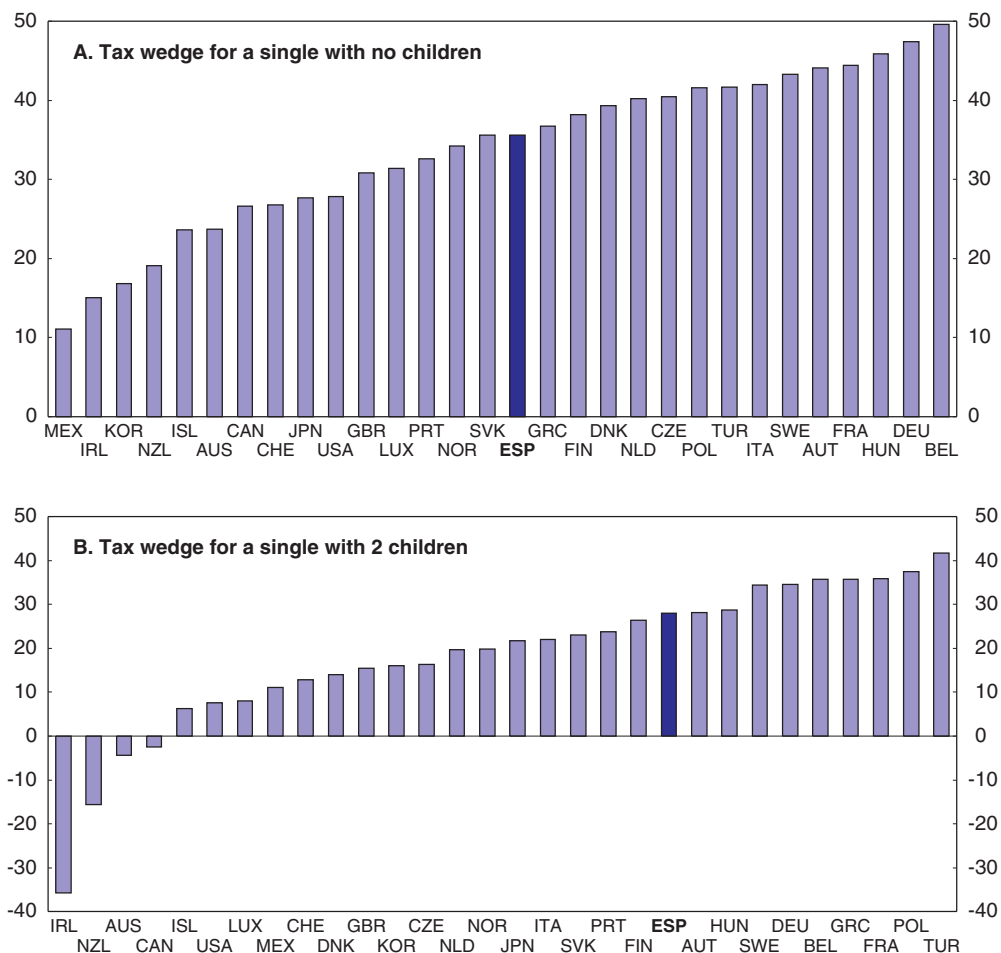 A. Tax wedge for a single with no children
50 50
40 40
30 30
20 20
10 10
0 0
MEX KOR ISL CAN JPN GBR PRT SVK GRC DNK CZE TUR SWE FRA DEU
IRL NZL AUS CHE USA LUX NOR ESP FIN NLD POL ITA AUT HUN BEL
B. Tax wedge for a single with 2 children
50 50
40 40
30 30
20 20
10 10
0 0
-10 -10
-20 -20
-30 -30
-40 -40
IRL AUS ISL LUX CHE GBR CZE NOR ITA PRT ESP HUN DEU GRC POL
NZL CAN USA MEX DNK KOR NLD JPN SVK FIN AUT SWE BEL FRA TUR